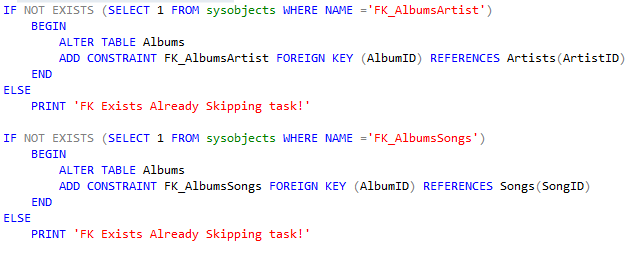 IF NOT EXISTS (SELECT 1 FROM sysobjects WHERE NAME ='FK_AlbumsArtist')
BEGIN
ALTER TABLE Albums
ADD CONSTRAINT FK_AlbumsArtist FOREIGN KEY (AlbumID) REFERENCES Artists(ArtistID)
END
ELSE
PRINT 'FK Exists Already Skipping task!'
IF NOT EXISTS (SELECT 1 FROM sysobjects WHERE NAME ='FK_AlbumsSongs')
BEGIN
ALTER TABLE Albums
ADD CONSTRAINT FK_AlbumsSongs FOREIGN KEY (AlbumID) REFERENCES Songs(SongID)
END
ELSE
PRINT 'FK Exists Already Skipping task!'